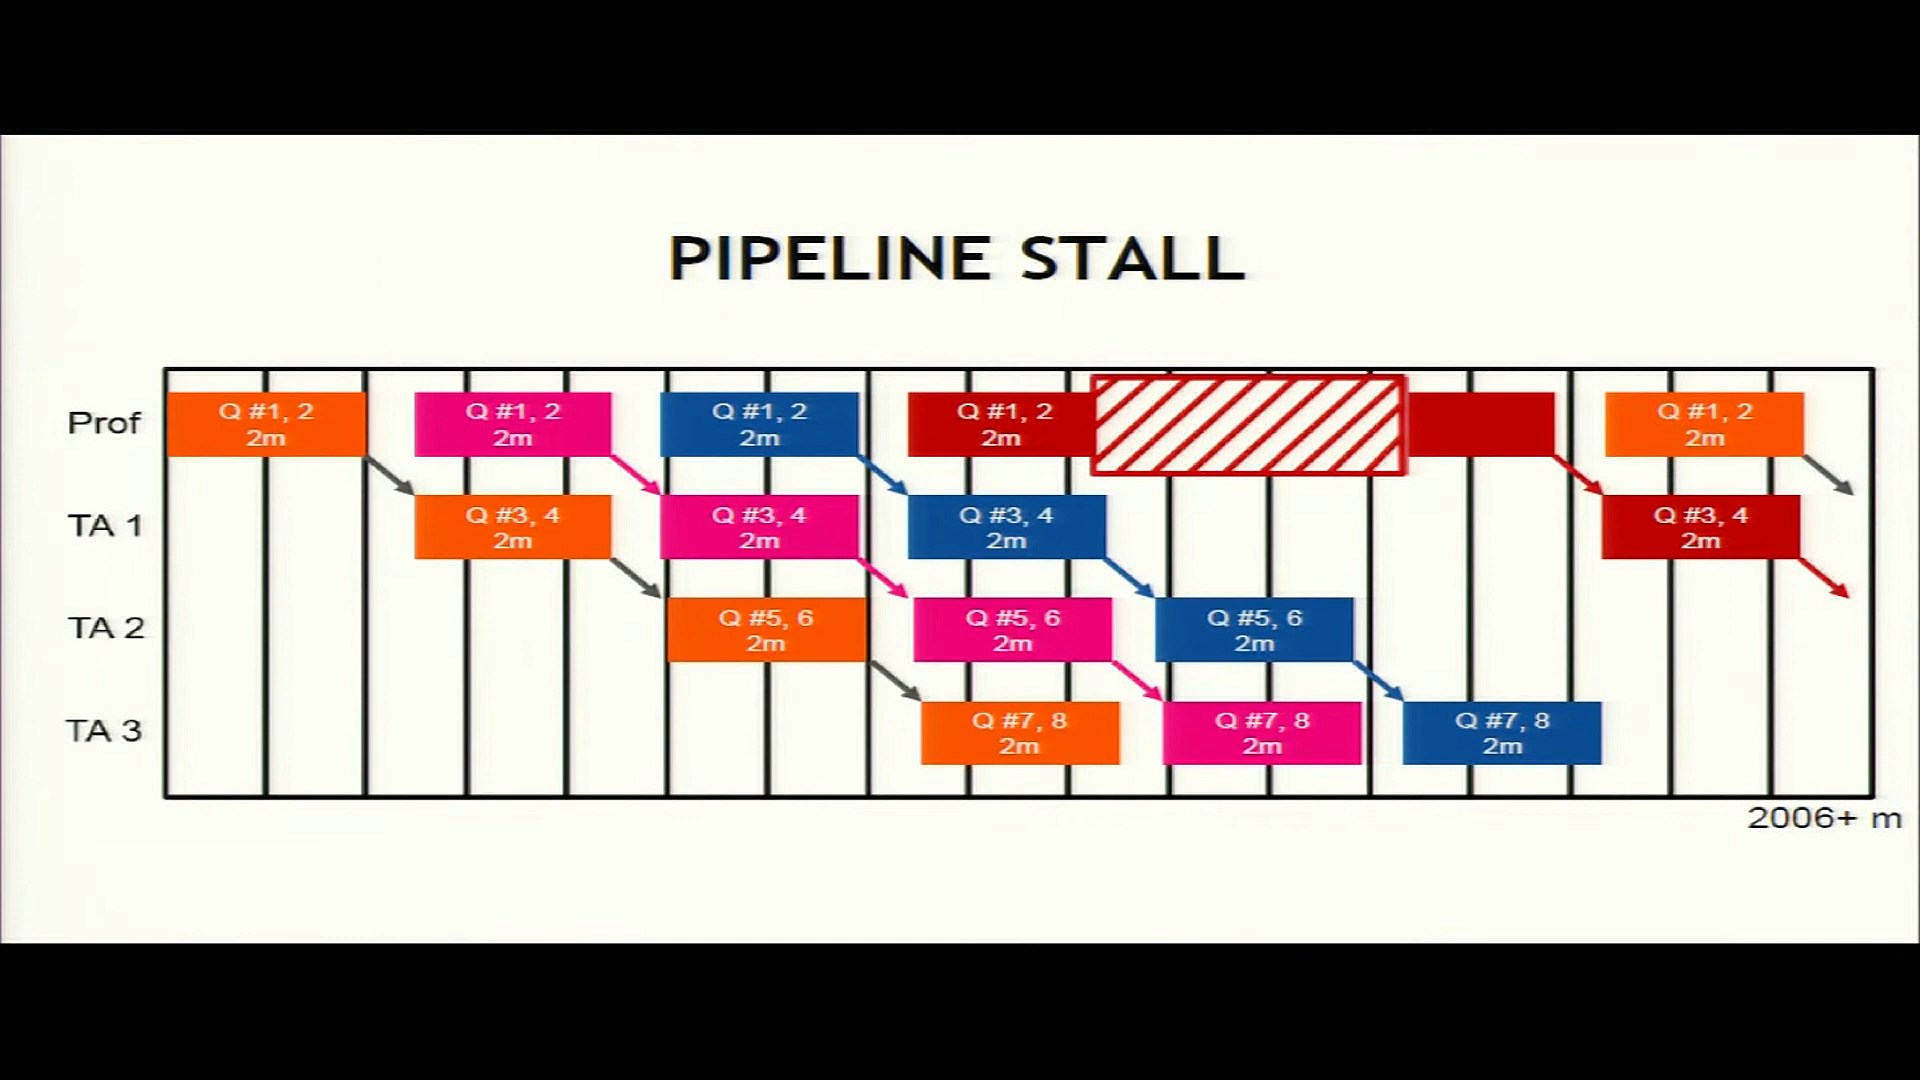 PIPELINE STALL
Prof
Q #1, 2
2m
Q #1, 2
2m
Q #1, 2
2m
Q #1, 2
2m
Q #1, 2
2m
TA 1
Q #3, 4
2m
Q #3, 4
2m
Q #3, 4
2m
Q #3, 4
2m
TA 2
Q #5, 6
2m
Q #5, 6
2m
Q #5, 6
2m
TA 3
Q #7, 8
2m
Q #7, 8
2m
Q #7, 8
2m
2006+ m